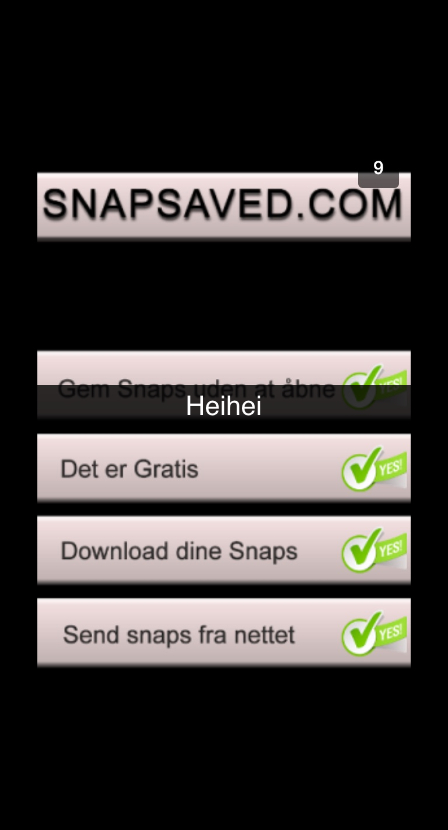 9
SNAPSAVED.COM
Gem Snaps uden at åbne
YES!
Heihei
Det er Gratis
YES!
Download dine Snaps
YES!
Send snaps fra nettet
YES!